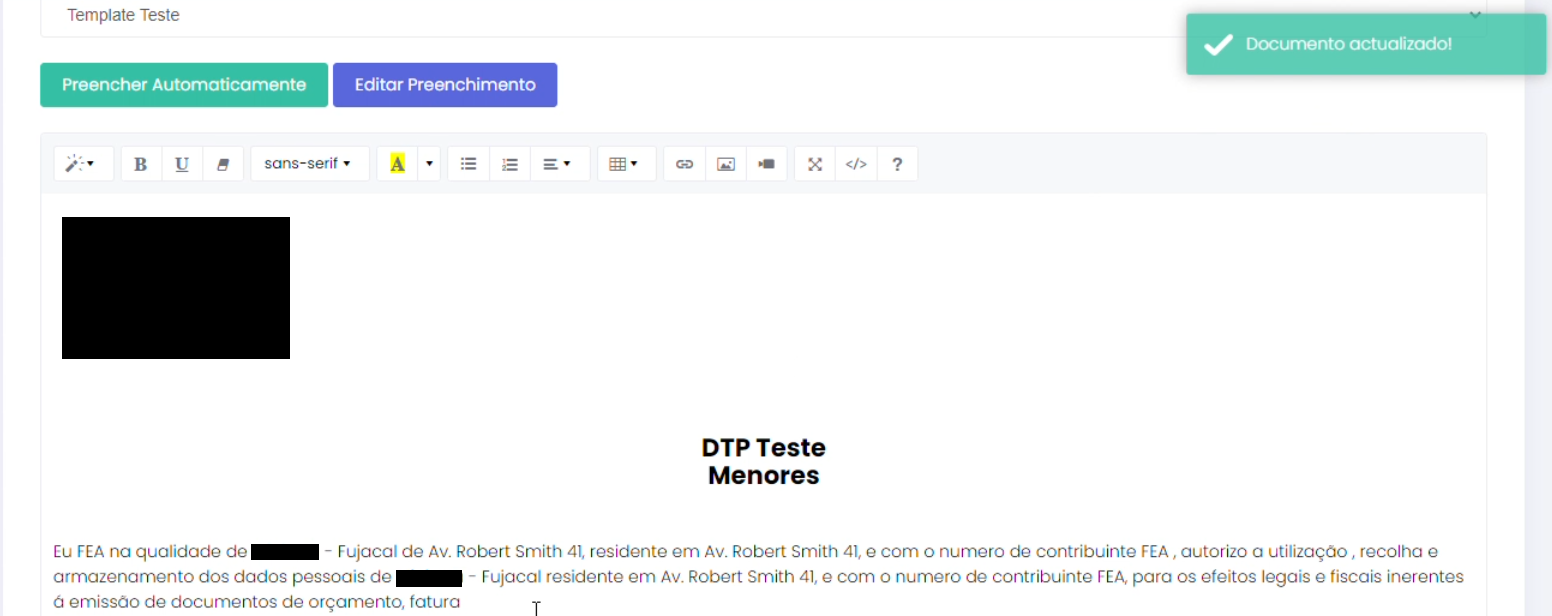 Template Teste
Documento actualizado!
Preencher Automaticamente Editar Preenchimento
B U sans-serif A </> ?
DTP Teste
Menores
Eu FEA na qualidade de - Fujacal de Av. Robert Smith 41, residente em Av. Robert Smith 41, e com o numero de contribuinte FEA , autorizo a utilização , recolha e
armazenamento dos dados pessoais de - Fujacal residente em Av. Robert Smith 41, e com o numero de contribuinte FEA, para os efeitos legais e fiscais inerentes
á emissão de documentos de orçamento, fatura